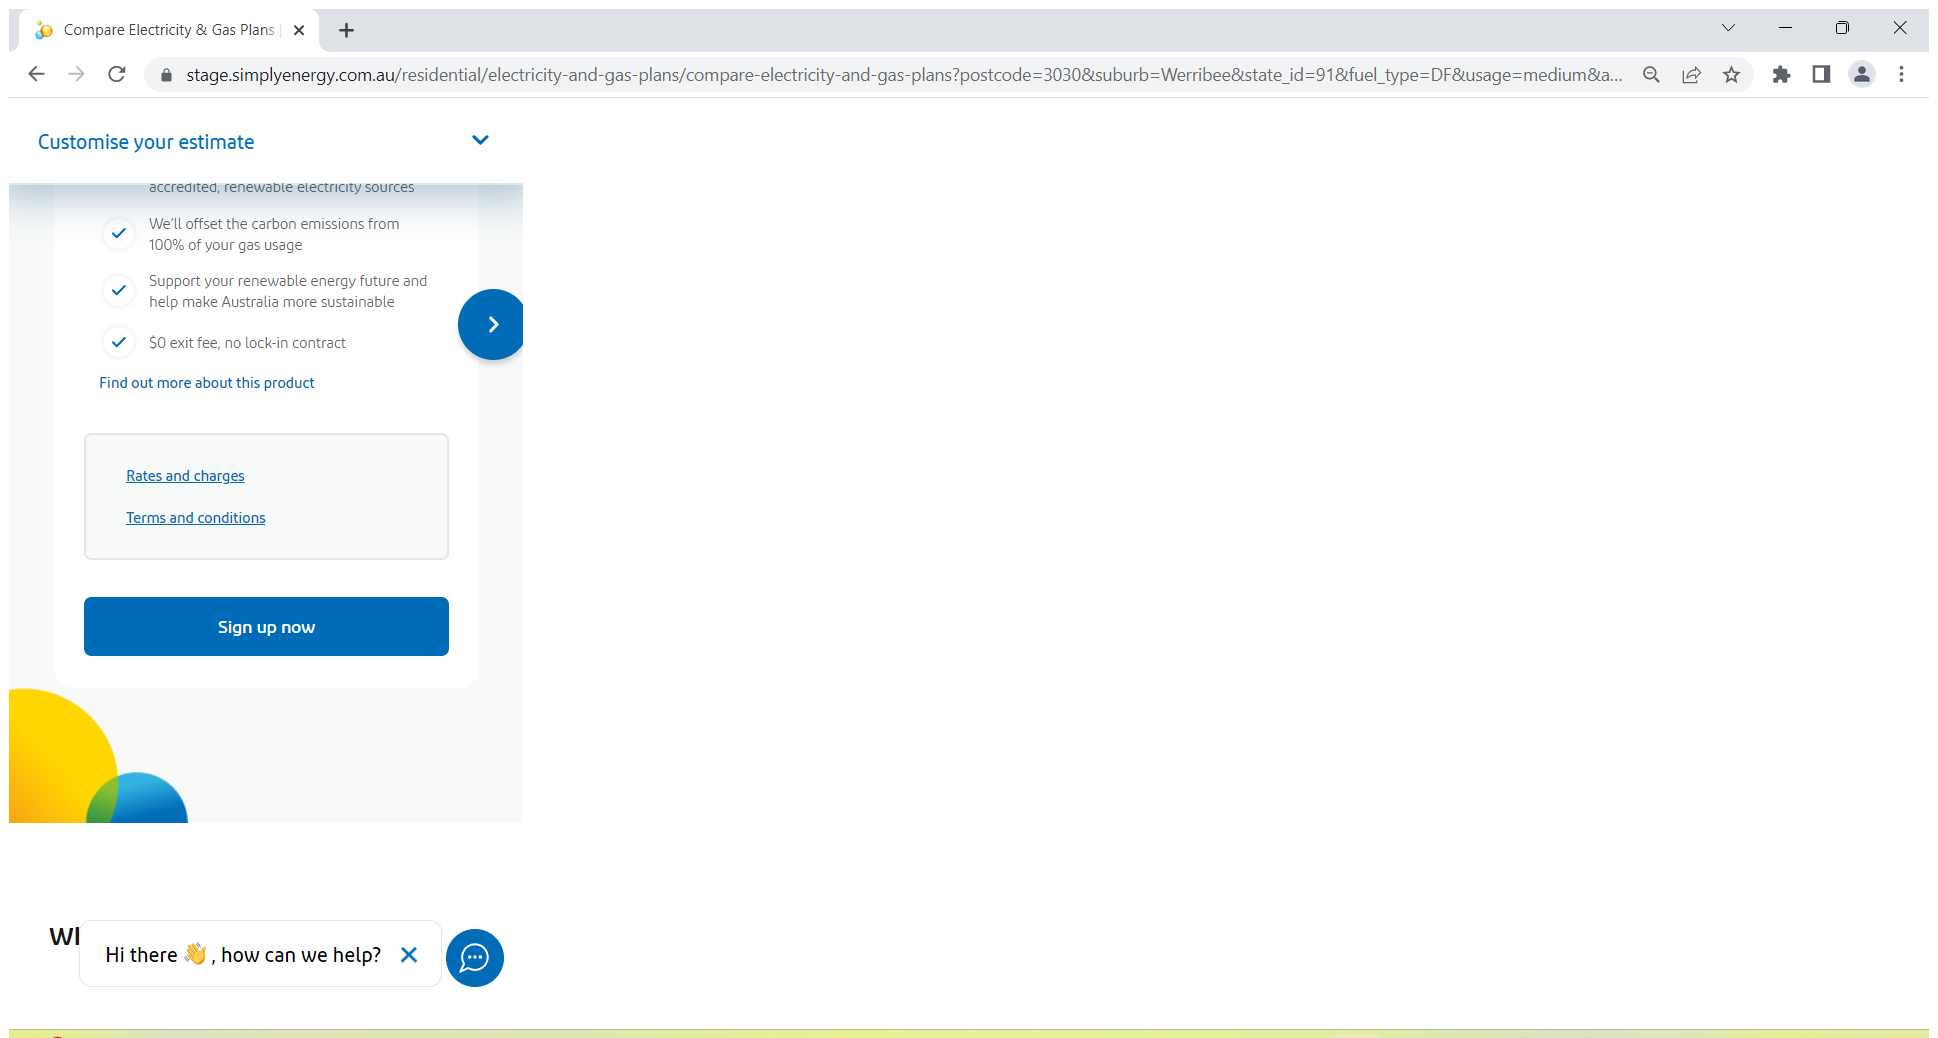 Compare Electricity & Gas Plans |
stage.simplyenergy.com.au/residential/electricity-and-gas-plans/compare-electricity-and-gas-plans?postcode=3030&suburb=Werribee&state_id=91&fuel_type=DF&usage=medium&a...
Customise your estimate
accredited, renewable electricity sources
We'll offset the carbon emissions from
100% of your gas usage
Support your renewable energy future and
help make Australia more sustainable
$0 exit fee, no lock-in contract
Find out more about this product
Rates and charges
Terms and conditions
Sign up now
Hi there 👋 , how can we help?